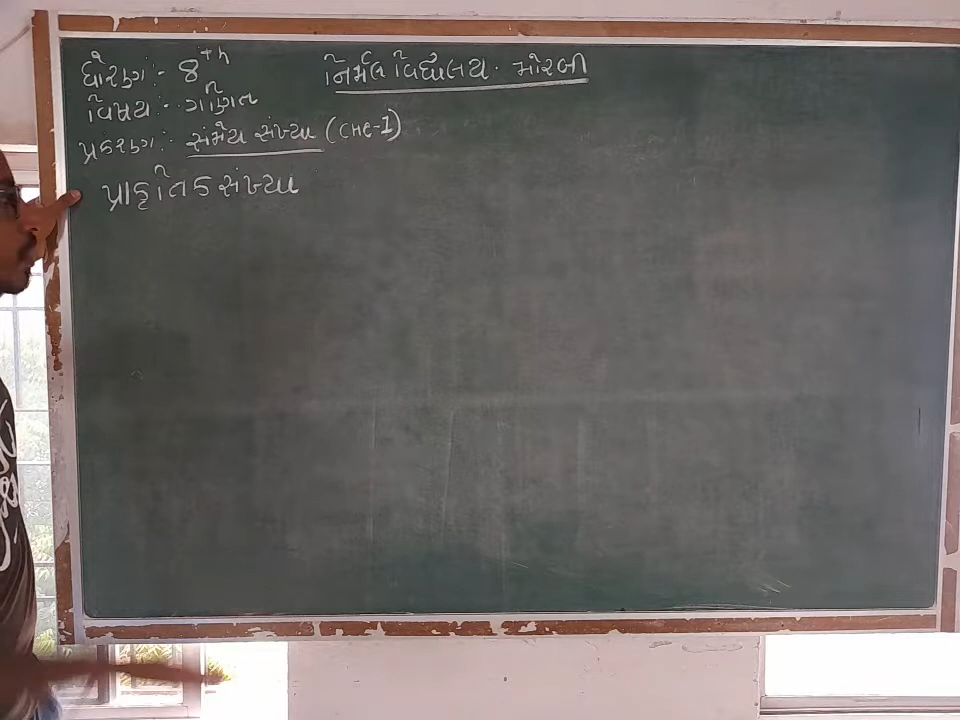 ધોરણ :- 8th
નિર્મલ વિદ્યાલય. મોરબી
વિષય :- ગણિત
પ્રકરણ :- સંમેય સંખ્યા (CHE-1)
પ્રાકૃતિક સંખ્યા